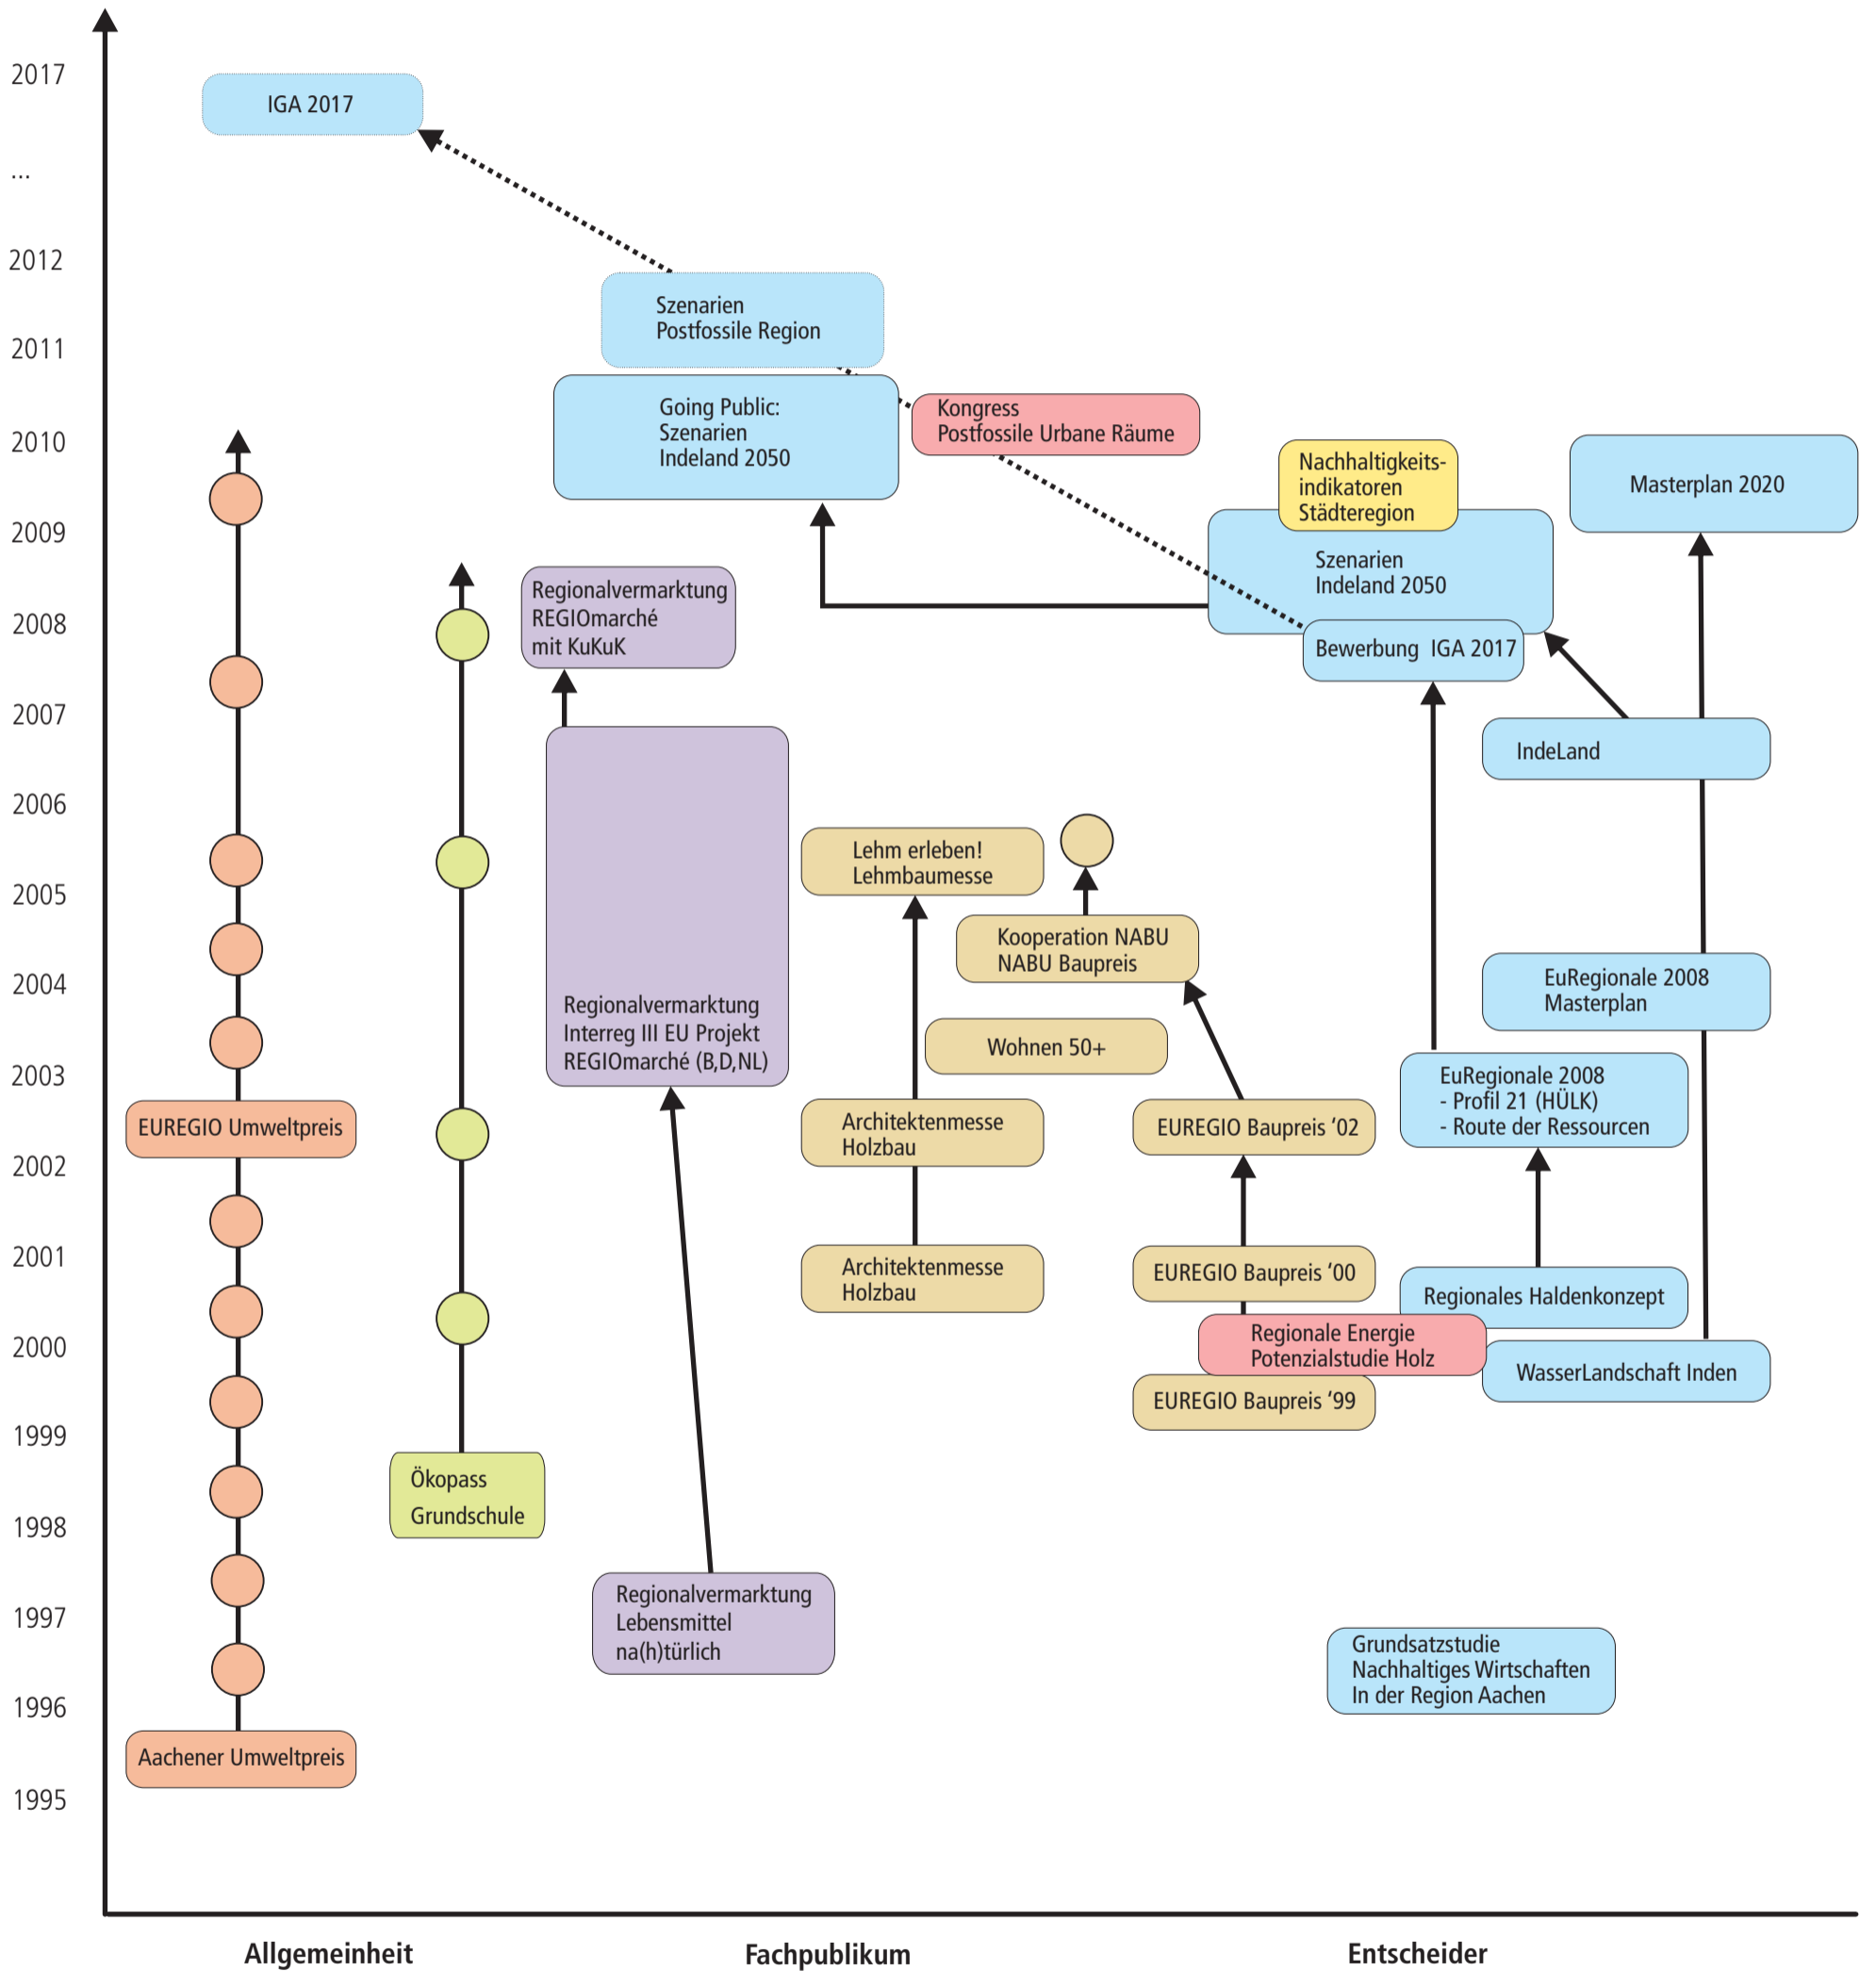 2017
IGA 2017
...
2012
Szenarien
Postfossile Region
2011
Going Public:
Szenarien
Indeland 2050
Kongress
Postfossile Urbane Räume
2010
Nachhaltigkeits-
indikatoren
Städteregion
Masterplan 2020
2009
Szenarien
Indeland 2050
Regionalvermarktung
REGIOmarché
mit KuKuK
2008
Bewerbung IGA 2017
2007
IndeLand
2006
Lehm erleben!
Lehmbaumesse
2005
Kooperation NABU
NABU Baupreis
EuRegionale 2008
Masterplan
2004
Regionalvermarktung
Interreg III EU Projekt
REGIOmarché (B,D,NL)
Wohnen 50+
2003
EuRegionale 2008
- Profil 21 (HÜLK)
- Route der Ressourcen
EUREGIO Umweltpreis
Architektenmesse
Holzbau
EUREGIO Baupreis ’02
2002
2001
Architektenmesse
Holzbau
EUREGIO Baupreis ’00
Regionales Haldenkonzept
2000
Regionale Energie
Potenzialstudie Holz
WasserLandschaft Inden
EUREGIO Baupreis ’99
1999
Ökopass
Grundschule
1998
Regionalvermarktung
Lebensmittel
na(h)türlich
1997
Grundsatzstudie
Nachhaltiges Wirtschaften
In der Region Aachen
1996
Aachener Umweltpreis
1995
Allgemeinheit
Fachpublikum
Entscheider